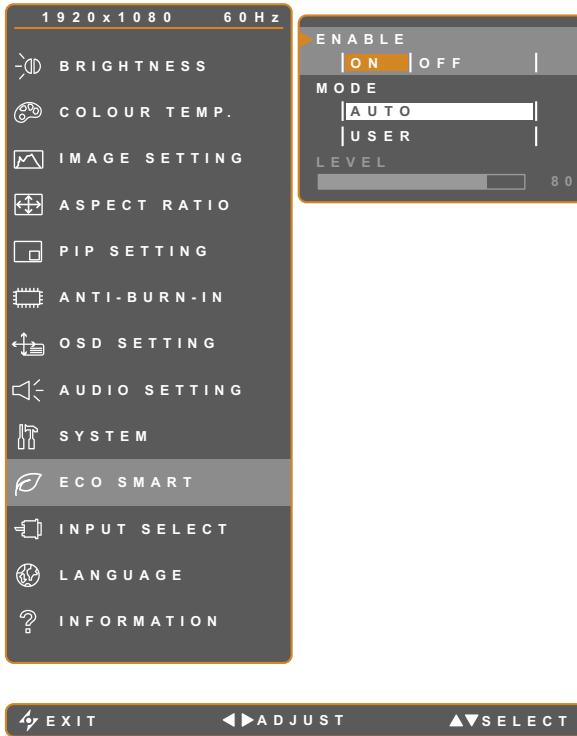 1920x1080 60Hz
BRIGHTNESS
COLOUR TEMP.
IMAGE SETTING
ASPECT RATIO
PIP SETTING
ANTI-BURN-IN
OSD SETTING
AUDIO SETTING
SYSTEM
ECO SMART
INPUT SELECT
LANGUAGE
INFORMATION
ENABLE
ON OFF
MODE
AUTO
USER
LEVEL
80
EXIT ADJUST SELECT